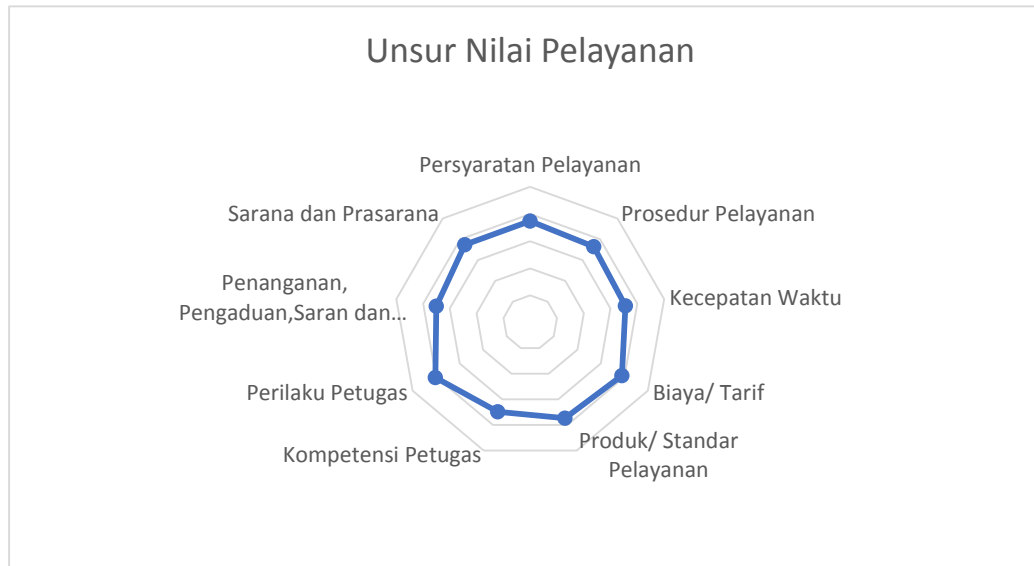 Unsur Nilai Pelayanan
Persyaratan Pelayanan
Prosedur Pelayanan
Kecepatan Waktu
Biaya/ Tarif
Produk/ Standar
Pelayanan
Kompetensi Petugas
Perilaku Petugas
Penanganan,
Pengaduan,Saran dan...
Sarana dan Prasarana